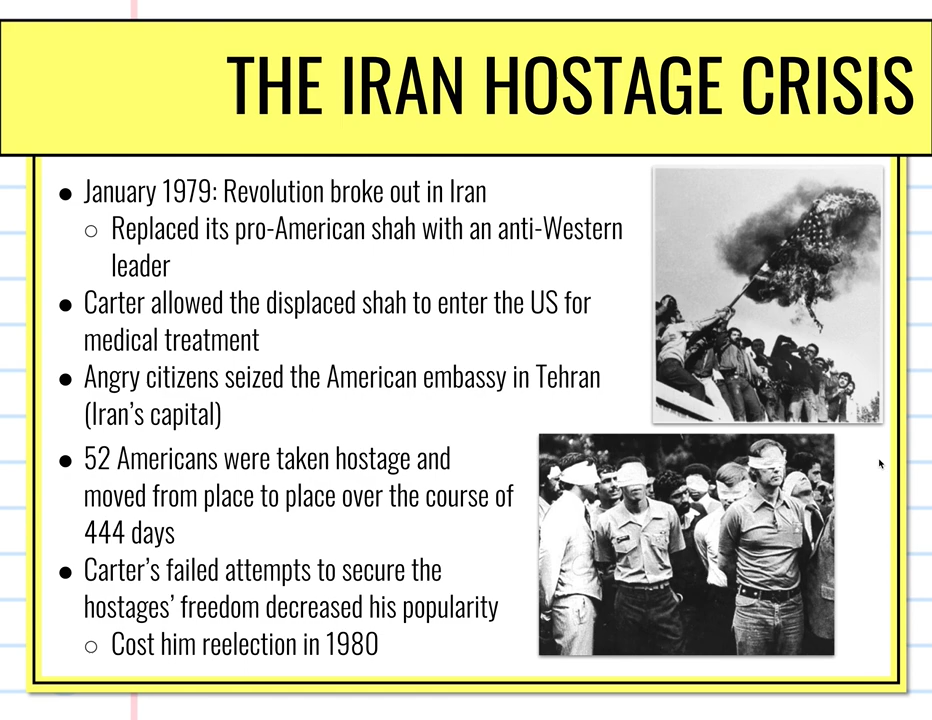 THE IRAN HOSTAGE CRISIS
● January 1979: Revolution broke out in Iran
○ Replaced its pro-American shah with an anti-Western
leader
● Carter allowed the displaced shah to enter the US for
medical treatment
● Angry citizens seized the American embassy in Tehran
(Iran's capital)
● 52 Americans were taken hostage and
moved from place to place over the course of
444 days
● Carter's failed attempts to secure the
hostages' freedom decreased his popularity
○ Cost him reelection in 1980